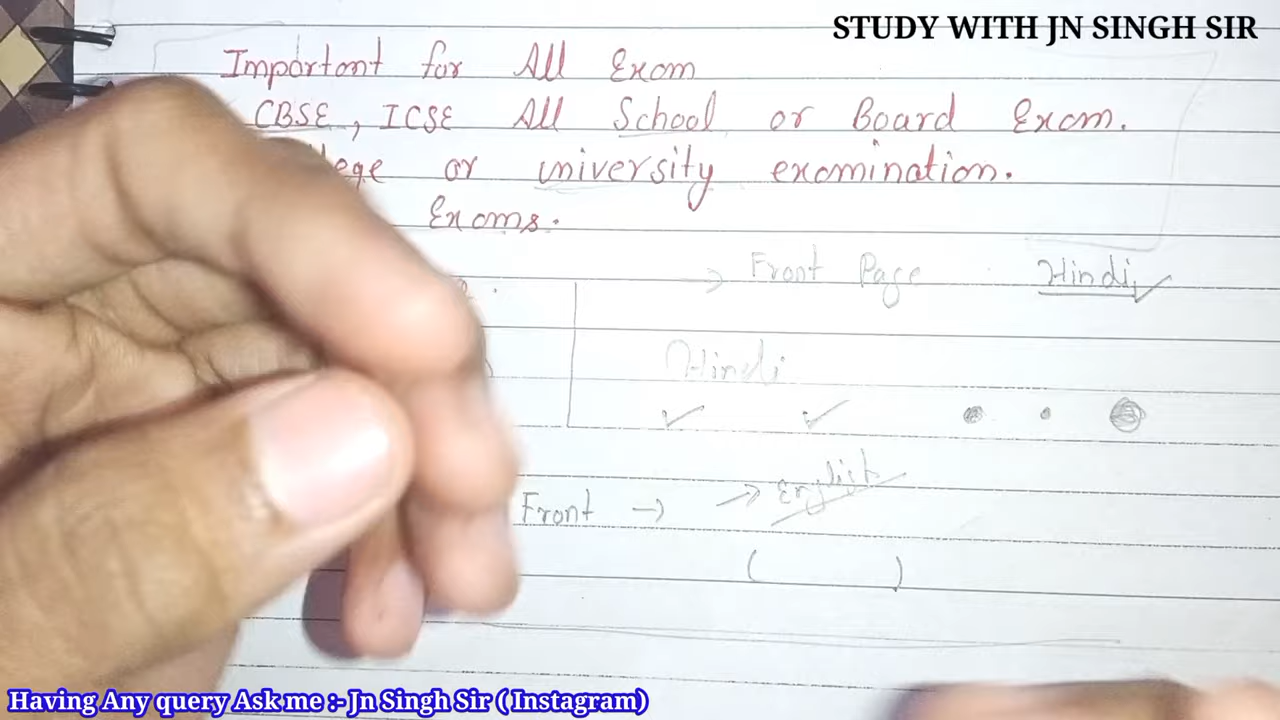 STUDY WITH JN SINGH SIR
Important for All Exam
CBSE, ICSE All School or Board Exam.
lege or university examination.
Exams.
→ Front Page Hindi, ✓
Hindi
✓ ✓
Front → → English
( )
Having Any query Ask me :- Jn Singh Sir ( Instagram)